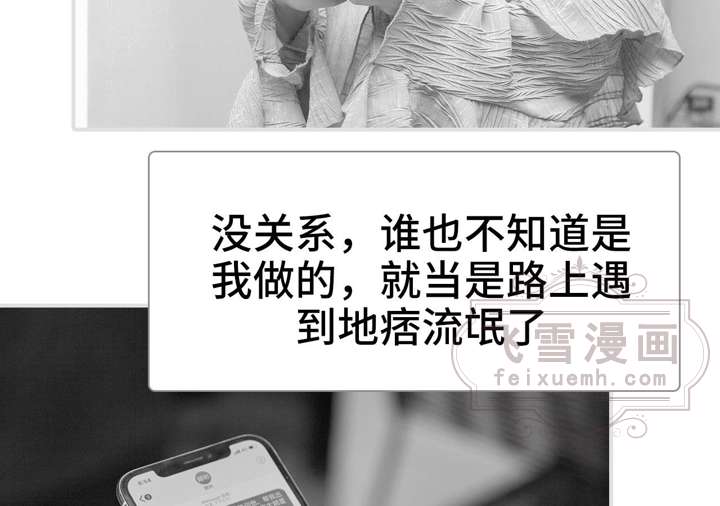 没关系，谁也不知道是
我做的，就当是路上遇
到地痞流氓了
飞雪漫画
feixuemh.com